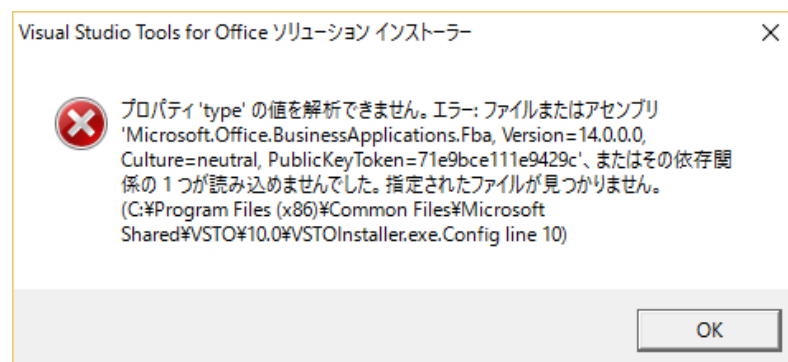 Visual Studio Tools for Office ソリューション インストーラー
プロパティ 'type' の値を解析できません。エラー: ファイルまたはアセンブリ
'Microsoft.Office.BusinessApplications.Fba, Version=14.0.0.0,
Culture=neutral, PublicKeyToken=71e9bce111e9429c'、またはその依存関
係の 1 つが読み込めませんでした。指定されたファイルが見つかりません。
(C:¥Program Files (x86)¥Common Files¥Microsoft
Shared¥VSTO¥10.0¥VSTOInstaller.exe.Config line 10)
OK